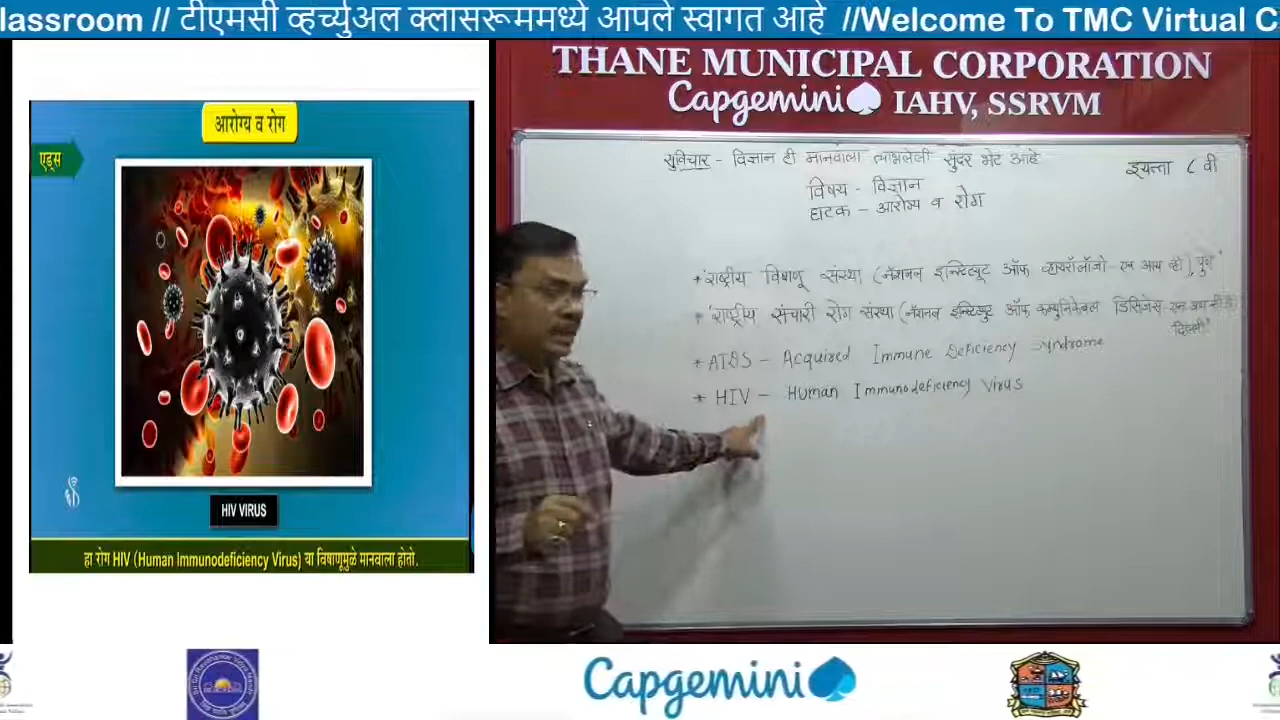 lassroom // टीएमसी व्हर्च्युअल क्लासरूममध्ये आपले स्वागत आहे //Welcome To TMC Virtual C
आरोग्य व रोग
एड्स
HIV VIRUS
हा रोग HIV (Human Immunodeficiency Virus) या विषाणूमुळे मानवाला होतो.
THANE MUNICIPAL CORPORATION
Capgemini IAHV, SSRVM
सुविचार - विज्ञान ही मानवाला लाभलेली सुंदर भेट आहे
इयत्ता ८ वी
विषय - विज्ञान
घटक - आरोग्य व रोग
* राष्ट्रीय विषाणू संस्था (नॅशनल इन्स्टिट्यूट ऑफ व्हायरॉलॉजी - एन आय व्ही), पुणे
* राष्ट्रीय संचारी रोग संस्था (नॅशनल इन्स्टिट्युट ऑफ कम्युनिकेबल डिसिजेस
दिल्ली
* AIDS - Acquired Immune Deficiency Syndrome
* HIV - Human Immunodeficiency Virus
Capgemini